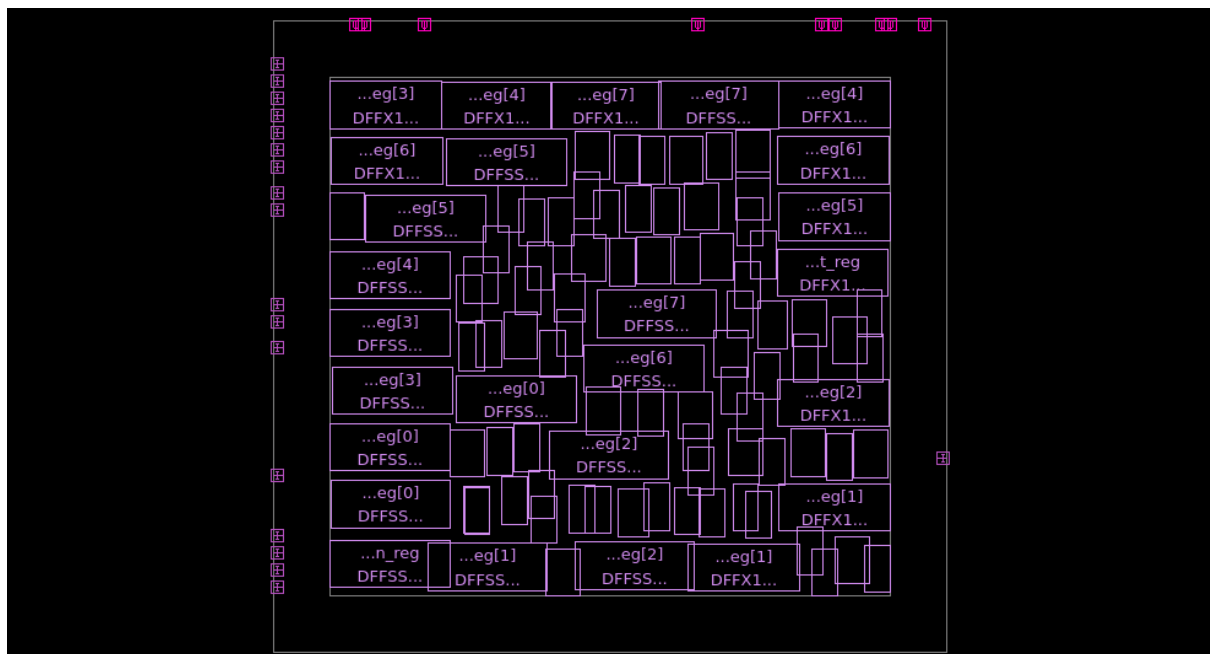 ...eg[3]
DFFX1...
...eg[4]
DFFX1...
...eg[7]
DFFX1...
...eg[7]
DFFSS...
...eg[4]
DFFX1...
...eg[6]
DFFX1...
...eg[5]
DFFSS...
...eg[6]
DFFX1...
...eg[5]
DFFSS...
...eg[5]
DFFX1...
...eg[4]
DFFSS...
...t_reg
DFFX1...
...eg[7]
DFFSS...
...eg[3]
DFFSS...
...eg[6]
DFFSS...
...eg[3]
DFFSS...
...eg[0]
DFFSS...
...eg[2]
DFFX1...
...eg[0]
DFFSS...
...eg[2]
DFFSS...
...eg[0]
DFFSS...
...eg[1]
DFFX1...
...n_reg
DFFSS...
...eg[1]
DFFSS...
...eg[2]
DFFSS...
...eg[1]
DFFX1...